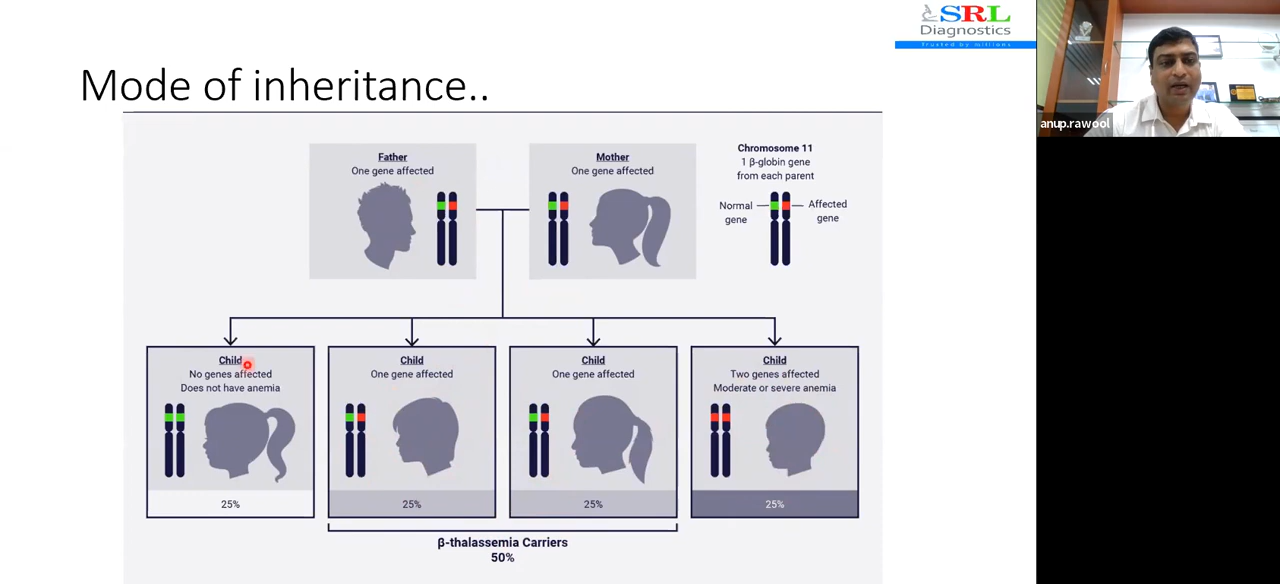 SRL
Diagnostics
Trusted by millions
anup.rawool
Mode of inheritance..
Father
One gene affected
Mother
One gene affected
Chromosome 11
1 β-globin gene
from each parent
Normal
gene
Affected
gene
Child
No genes affected
Does not have anemia
25%
Child
One gene affected
25%
Child
One gene affected
25%
Child
Two genes affected
Moderate or severe anemia
25%
β-thalassemia Carriers
50%